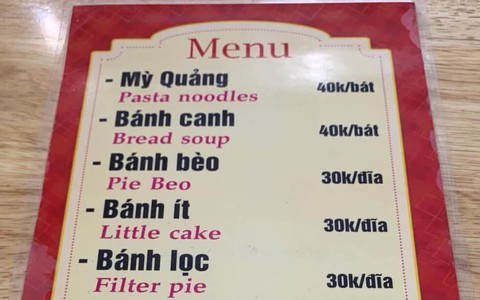 Menu
- Mỳ Quảng 40k/bát
Pasta noodles
- Bánh canh 40k/bát
Bread soup
- Bánh bèo 30k/đĩa
Pie Beo
- Bánh ít 30k/đĩa
Little cake
- Bánh lọc 30k/đĩa
Filter pie